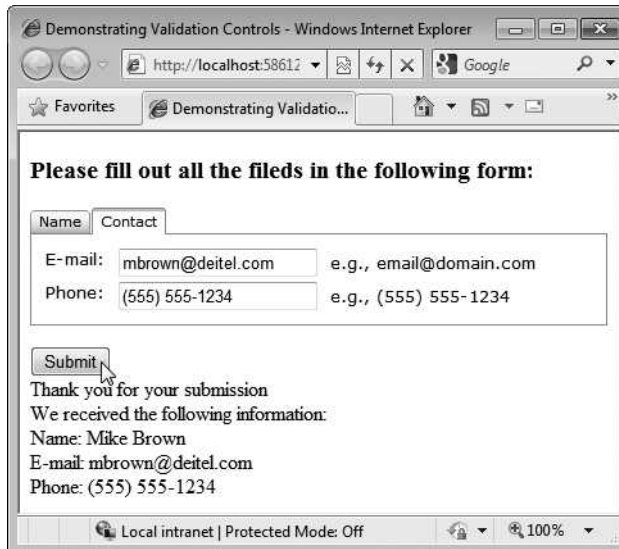 Demonstrating Validation Controls - Windows Internet Explorer
http://localhost:58612
Google
Favorites
Demonstrating Validatio...
»
Please fill out all the fileds in the following form:
Name
Contact
E-mail: mbrown@deitel.com e.g., email@domain.com
Phone: (555) 555-1234 e.g., (555) 555-1234
Submit
Thank you for your submission
We received the following information:
Name: Mike Brown
E-mail: mbrown@deitel.com
Phone: (555) 555-1234
Local intranet | Protected Mode: Off
100%